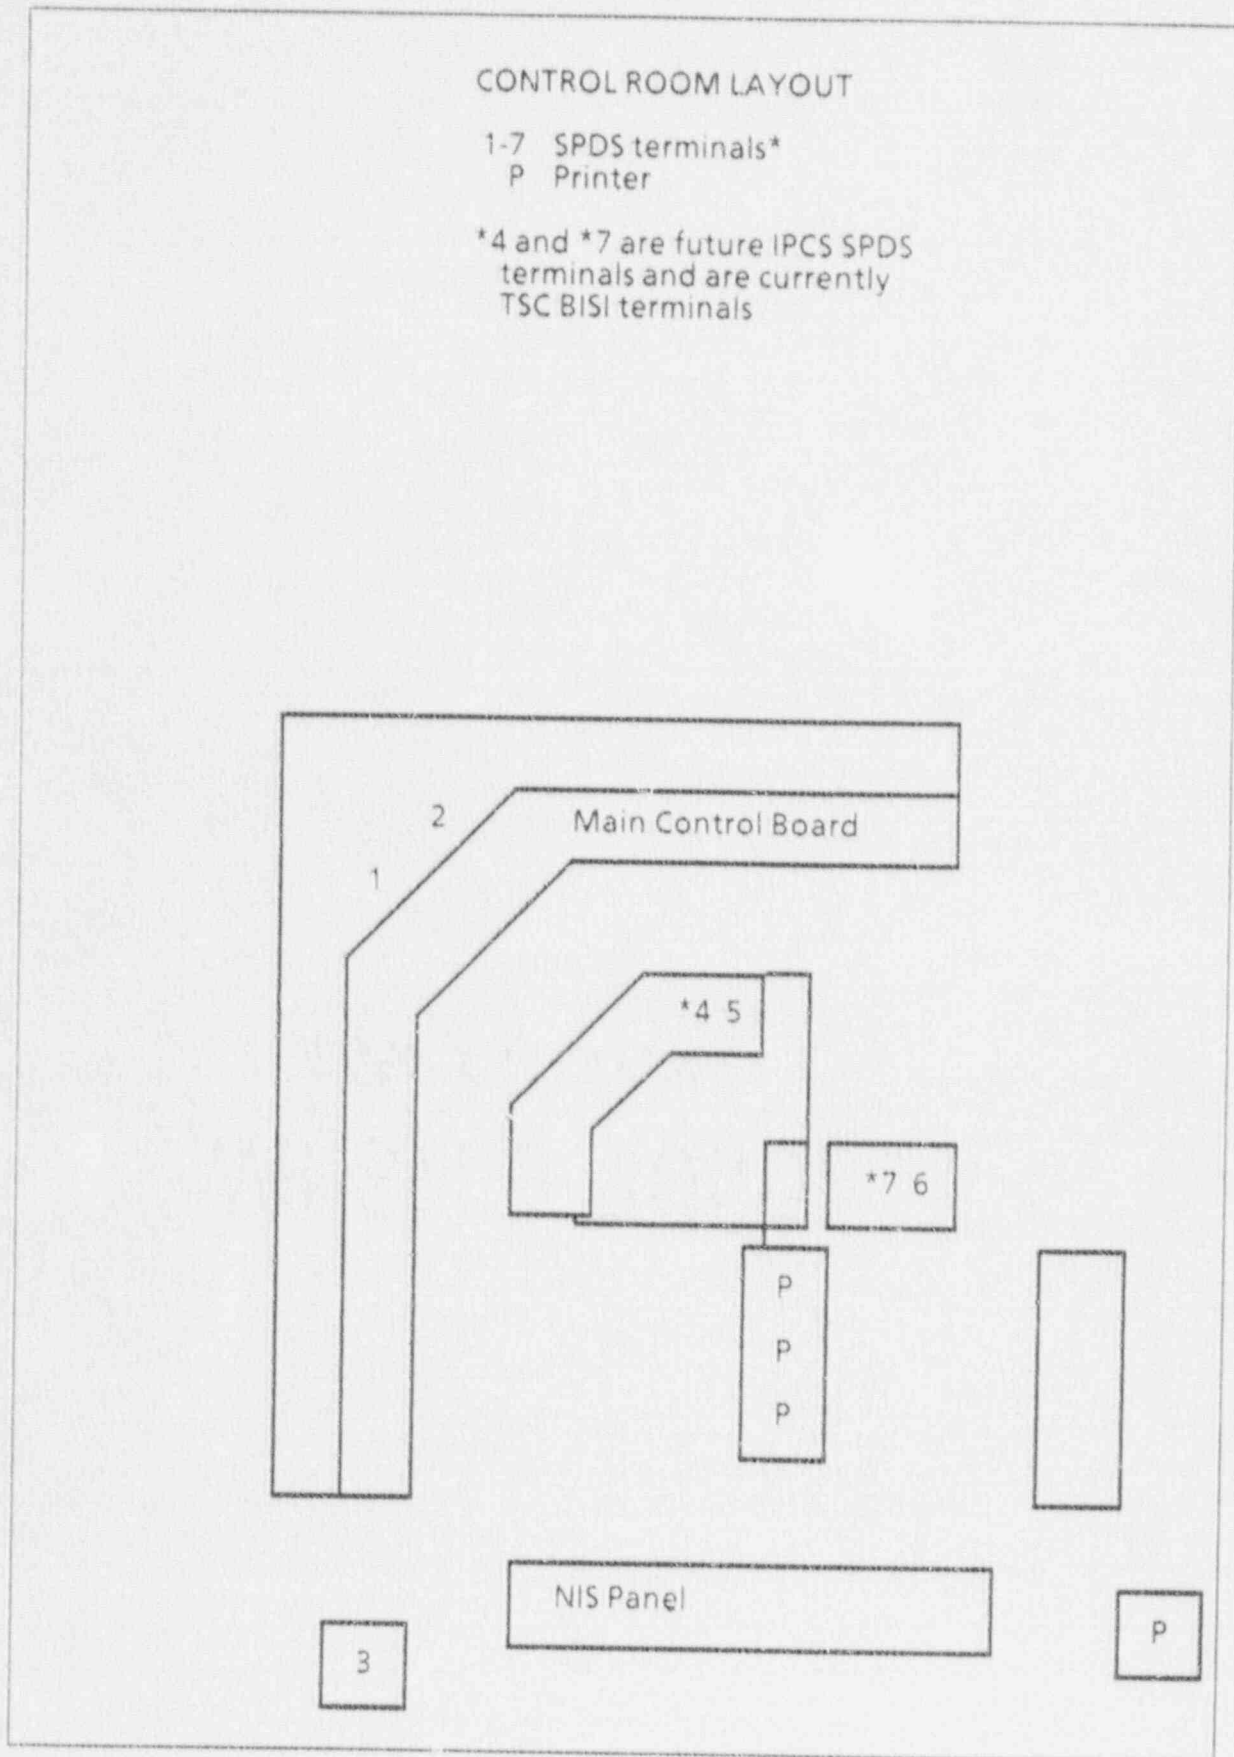 CONTROL ROOM LAYOUT
1-7 SPDS terminals*
P Printer
*4 and *7 are future IPCS SPDS
terminals and are currently
TSC BISI terminals
2
Main Control Board
1
*4 5
*7 6
P
P
P
NIS Panel
3
P